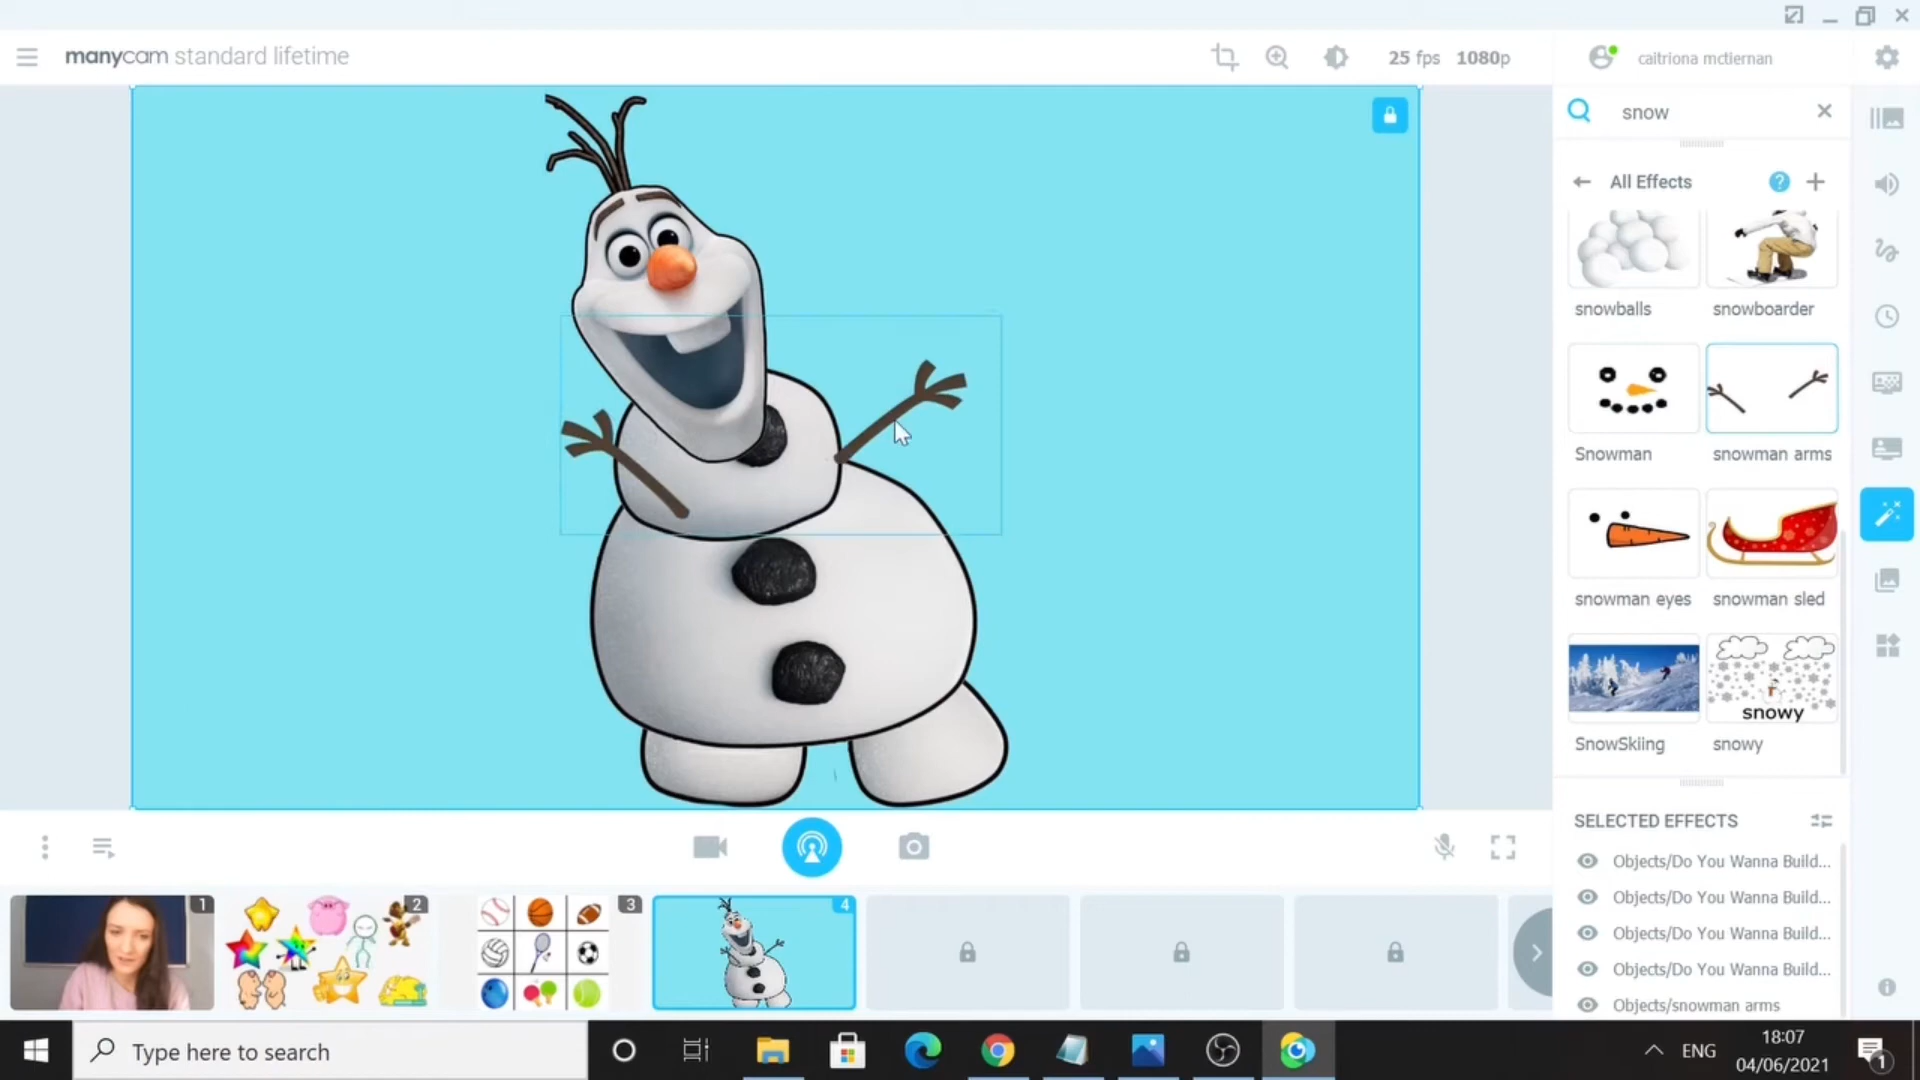 manycam standard lifetime
25 fps 1080p
caitriona mctiernan
snow
All Effects
?
snowballs
snowboarder
Snowman
snowman arms
snowman eyes
snowman sled
snowy
SnowSkiing
snowy
SELECTED EFFECTS
Objects/Do You Wanna Build...
Objects/Do You Wanna Build...
Objects/Do You Wanna Build...
Objects/Do You Wanna Build...
Objects/snowman arms
1
2
3
4
Type here to search
ENG
18:07
04/06/2021
1